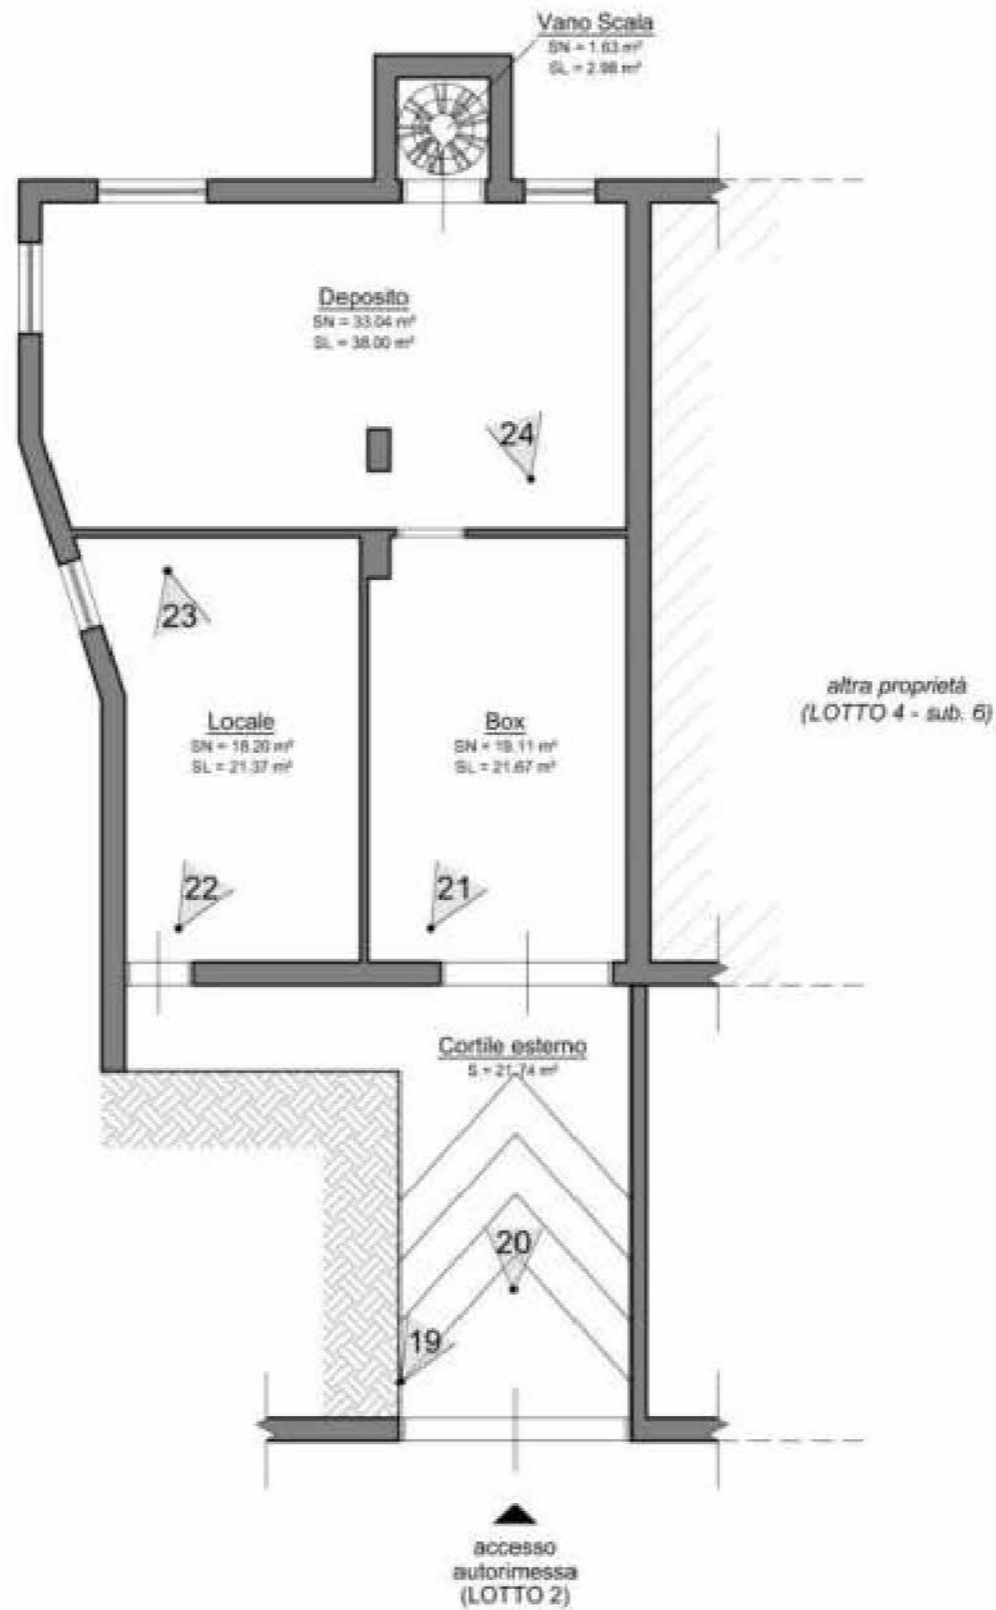 Vano Scala
SN = 1.63 m²
SL = 2.98 m²
Deposito
SN = 33.04 m²
SL = 38.00 m²
24
23
Locale
SN = 18.20 m²
SL = 21.37 m²
Box
SN = 19.11 m²
SL = 21.67 m²
altra proprietà
(LOTTO 4 - sub. 6)
22
21
Cortile esterno
S = 21.74 m²
20
19
accesso
autorimessa
(LOTTO 2)